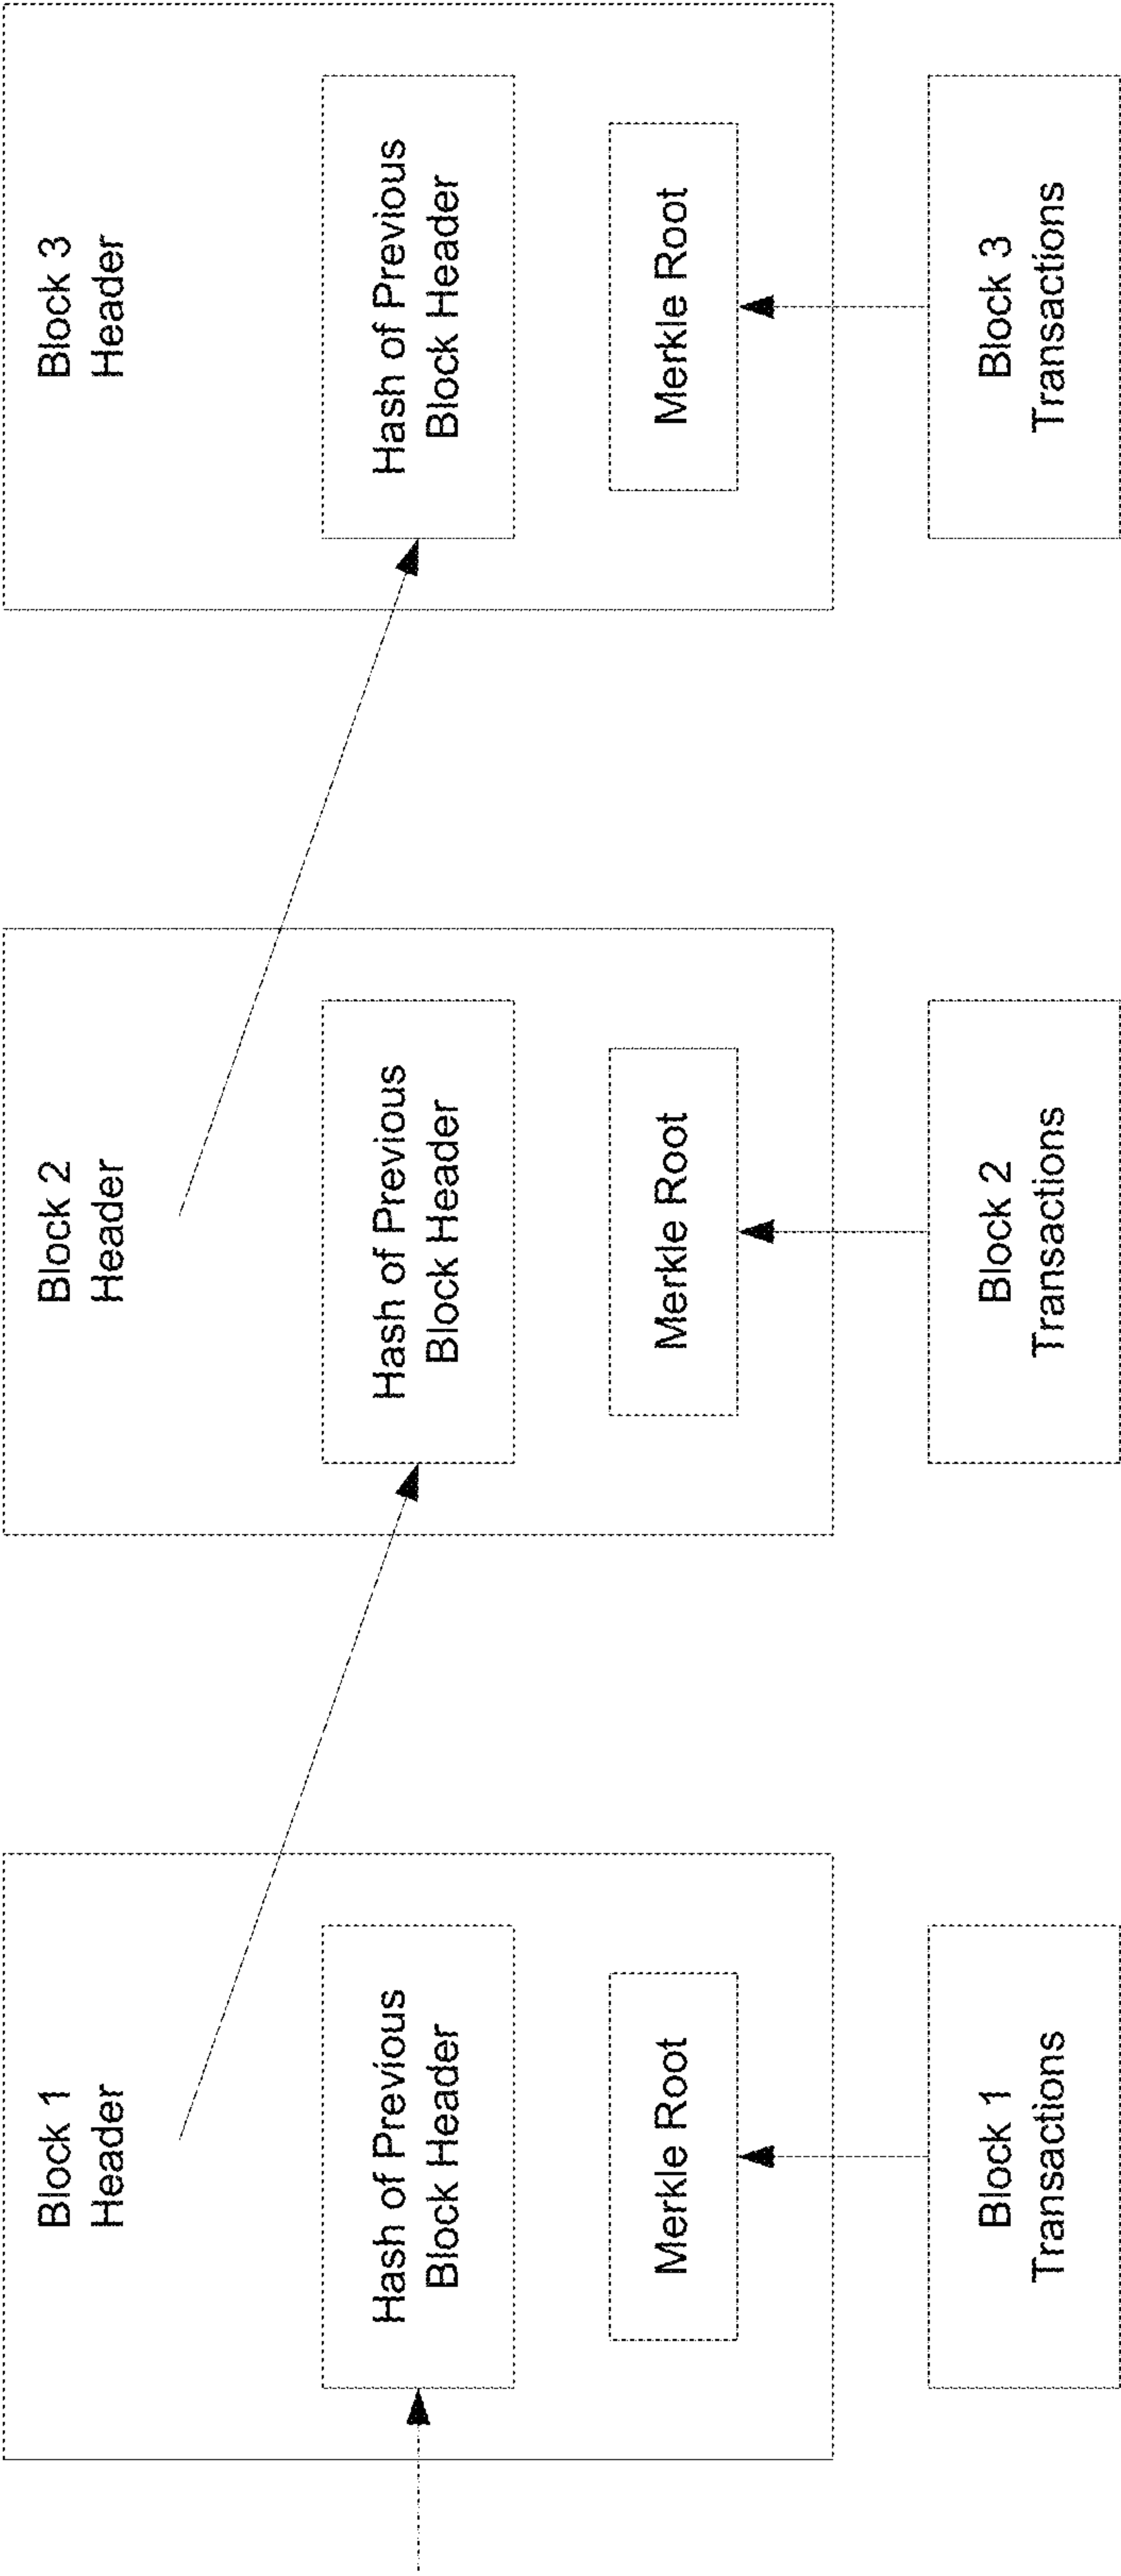 Block 1
Header
Hash of Previous
Block Header
Merkle Root
Block 1
Transactions
Block 2
Header
Hash of Previous
Block Header
Merkle Root
Block 2
Transactions
Block 3
Header
Hash of Previous
Block Header
Merkle Root
Block 3
Transactions